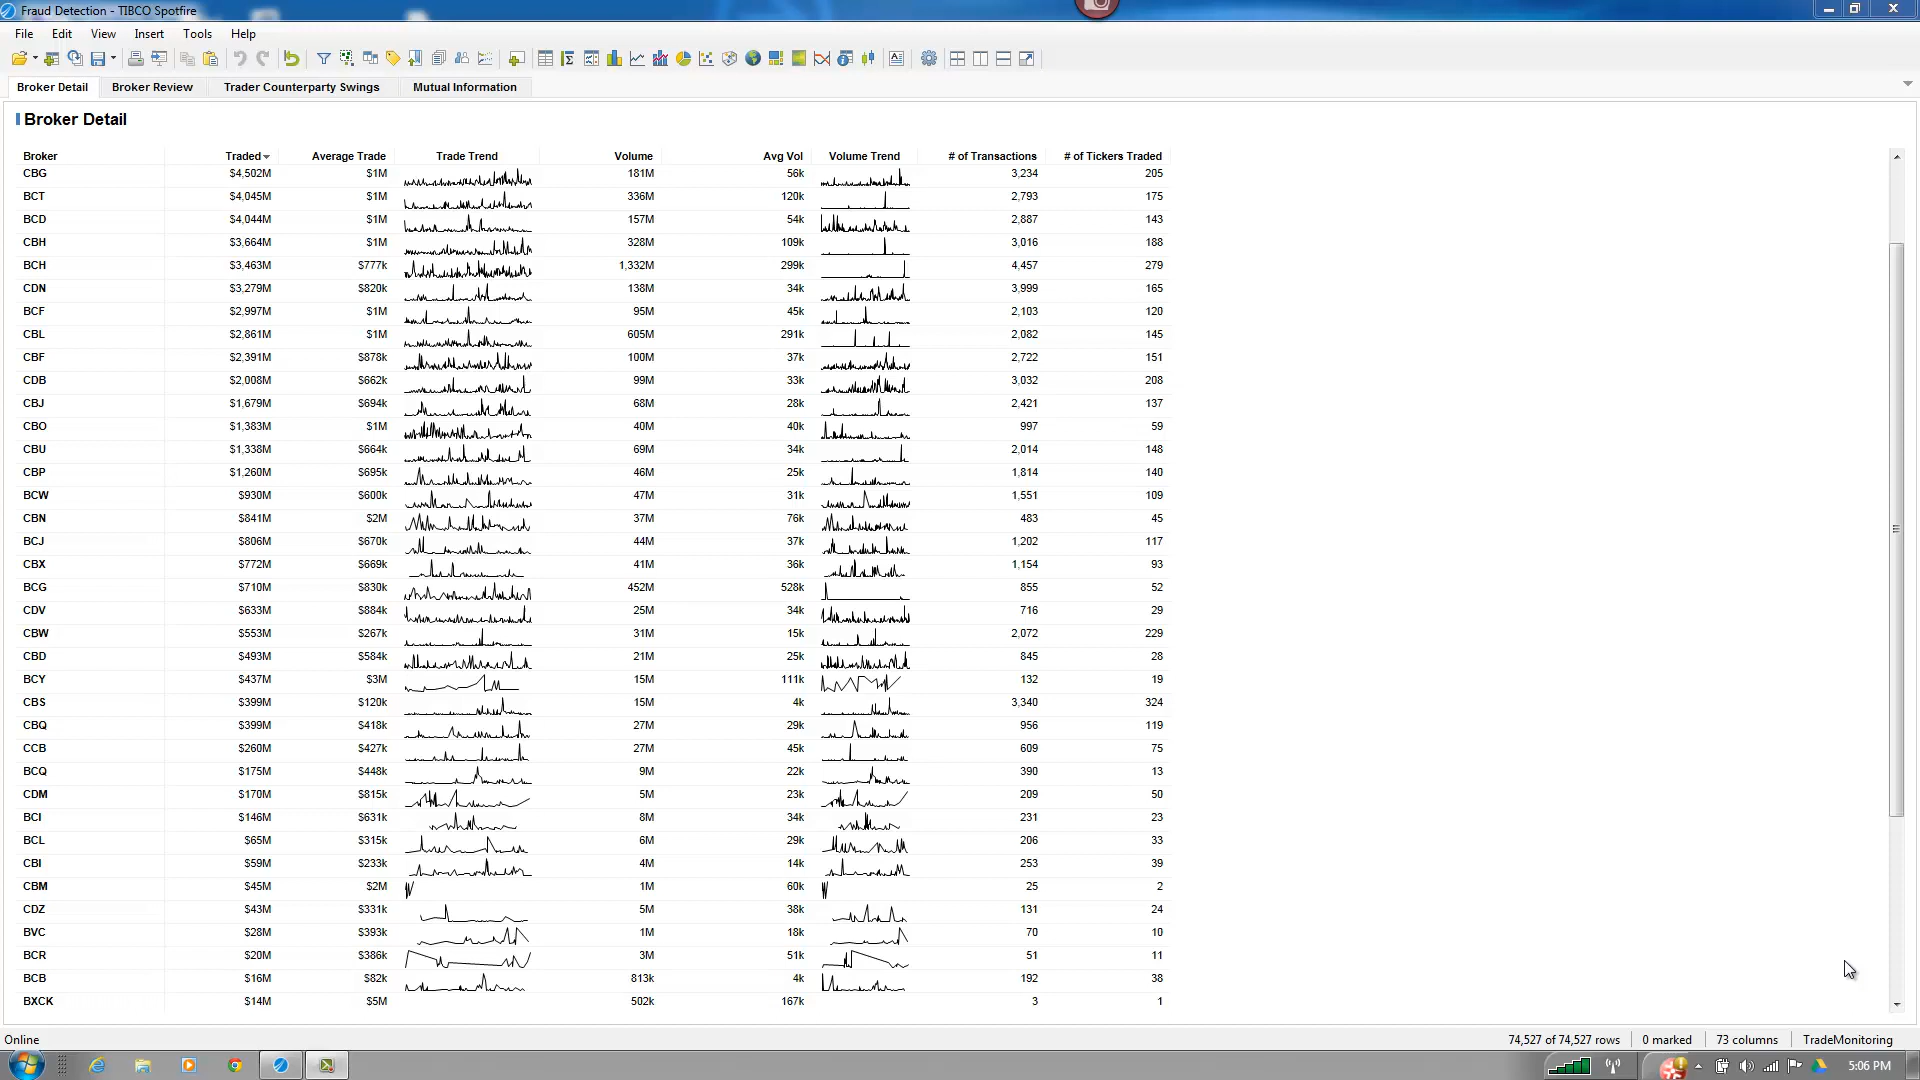 Fraud Detection - TIBCO Spotfire
File Edit View Insert Tools Help
Broker Detail Broker Review Trader Counterparty Swings Mutual Information
Broker Detail
Broker Traded Average Trade Trade Trend Volume Avg Vol Volume Trend # of Transactions # of Tickers Traded
CBG $4,502M $1M 181M 56k 3,234 205
BCT $4,045M $1M 336M 120k 2,793 175
BCD $4,044M $1M 157M 54k 2,887 143
CBH $3,664M $1M 328M 109k 3,016 188
BCH $3,463M $777k 1,332M 299k 4,457 279
CDN $3,279M $820k 138M 34k 3,999 165
BCF $2,997M $1M 95M 45k 2,103 120
CBL $2,861M $1M 605M 291k 2,082 145
CBF $2,391M $878k 100M 37k 2,722 151
CDB $2,008M $662k 99M 33k 3,032 208
CBJ $1,679M $694k 68M 28k 2,421 137
CBO $1,383M $1M 40M 40k 997 59
CBU $1,338M $664k 69M 34k 2,014 148
CBP $1,260M $695k 46M 25k 1,814 140
BCW $930M $600k 47M 31k 1,551 109
CBN $841M $2M 37M 76k 483 45
BCJ $806M $670k 44M 37k 1,202 117
CBX $772M $669k 41M 36k 1,154 93
BCG $710M $830k 452M 528k 855 52
CDV $633M $884k 25M 34k 716 29
CBW $553M $267k 31M 15k 2,072 229
CBD $493M $584k 21M 25k 845 28
BCY $437M $3M 15M 111k 132 19
CBS $399M $120k 15M 4k 3,340 324
CBQ $399M $418k 27M 29k 956 119
CCB $260M $427k 27M 45k 609 75
BCQ $175M $448k 9M 22k 390 13
CDM $170M $815k 5M 23k 209 50
BCI $146M $631k 8M 34k 231 23
BCL $65M $315k 6M 29k 206 33
CBI $59M $233k 4M 14k 253 39
CBM $45M $2M 1M 60k 25 2
CDZ $43M $331k 5M 38k 131 24
BVC $28M $393k 1M 18k 70 10
BCR $20M $386k 3M 51k 51 11
BCB $16M $82k 813k 4k 192 38
BXCK $14M $5M 502k 167k 3 1
Online 74,527 of 74,527 rows 0 marked 73 columns TradeMonitoring
5:06 PM